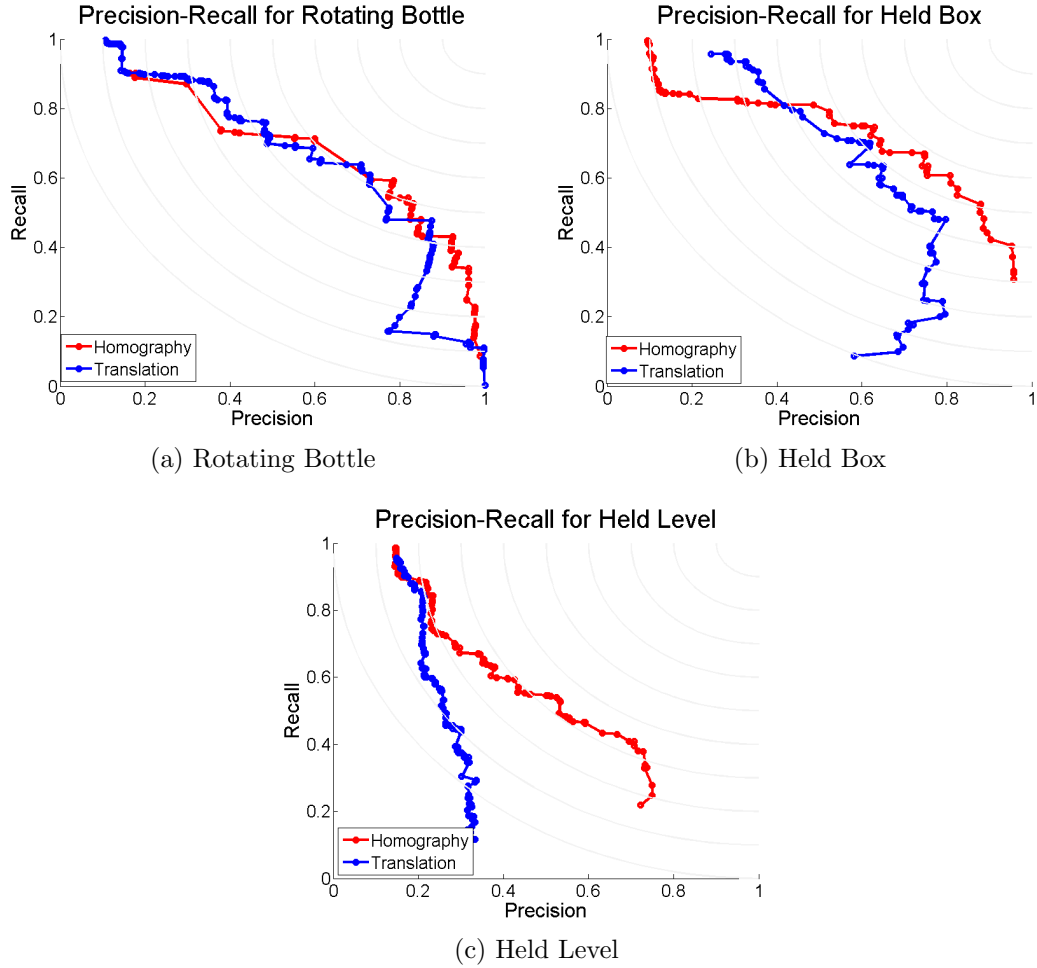 Precision-Recall for Rotating Bottle
1
0.8
0.6
0.4
0.2
0
Recall
Homography
Translation
0 0.2 0.4 0.6 0.8 1
Precision
(a) Rotating Bottle
Precision-Recall for Held Box
1
0.8
0.6
0.4
0.2
0
Recall
Homography
Translation
0 0.2 0.4 0.6 0.8 1
Precision
(b) Held Box
Precision-Recall for Held Level
1
0.8
0.6
0.4
0.2
0
Recall
Homography
Translation
0 0.2 0.4 0.6 0.8 1
Precision
(c) Held Level